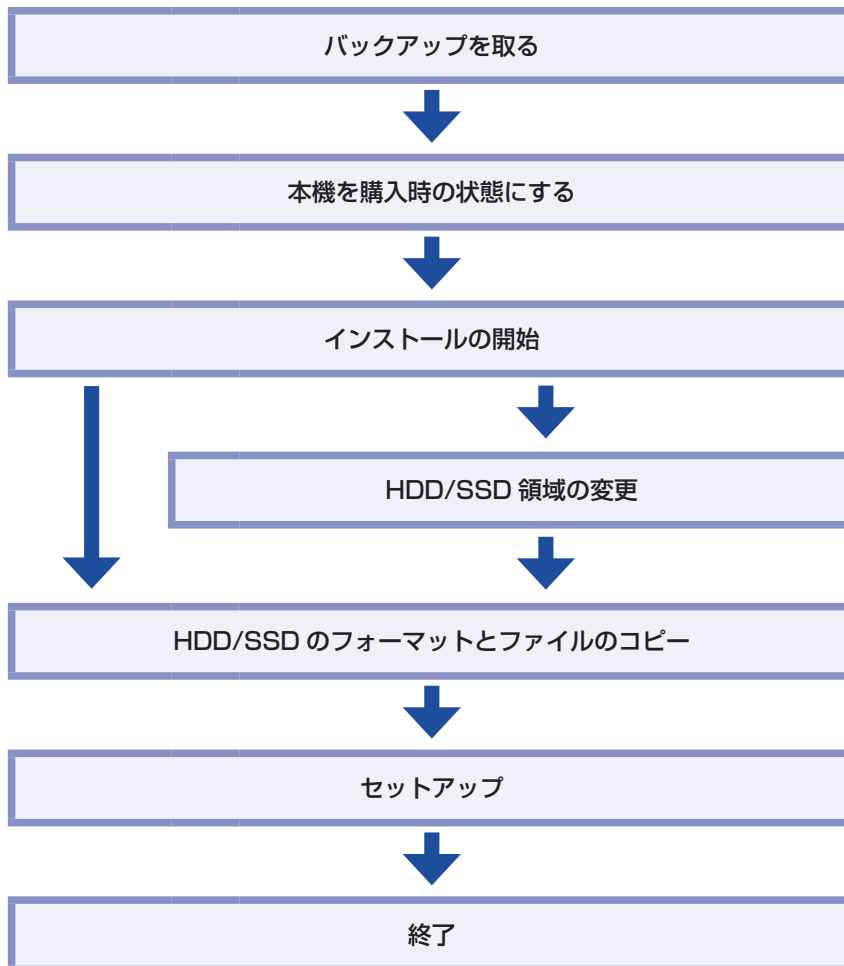 バックアップを取る
本機を購入時の状態にする
インストールの開始
HDD/SSD 領域の変更
HDD/SSD のフォーマットとファイルのコピー
セットアップ
終了